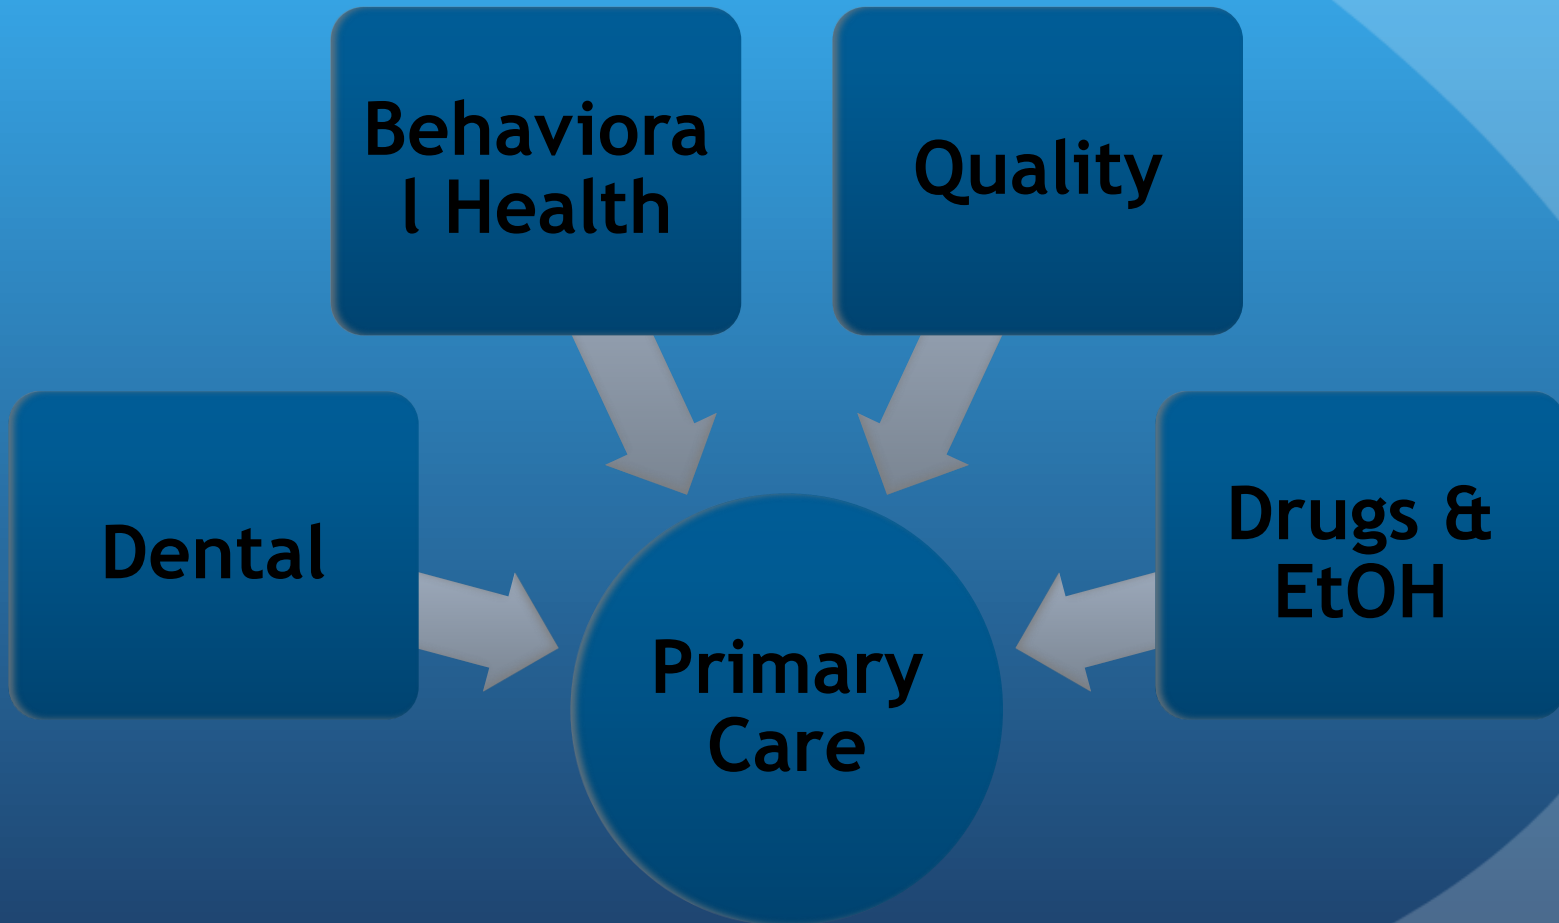 Behaviora
l Health
Quality
Dental
Drugs &
EtOH
Primary
Care